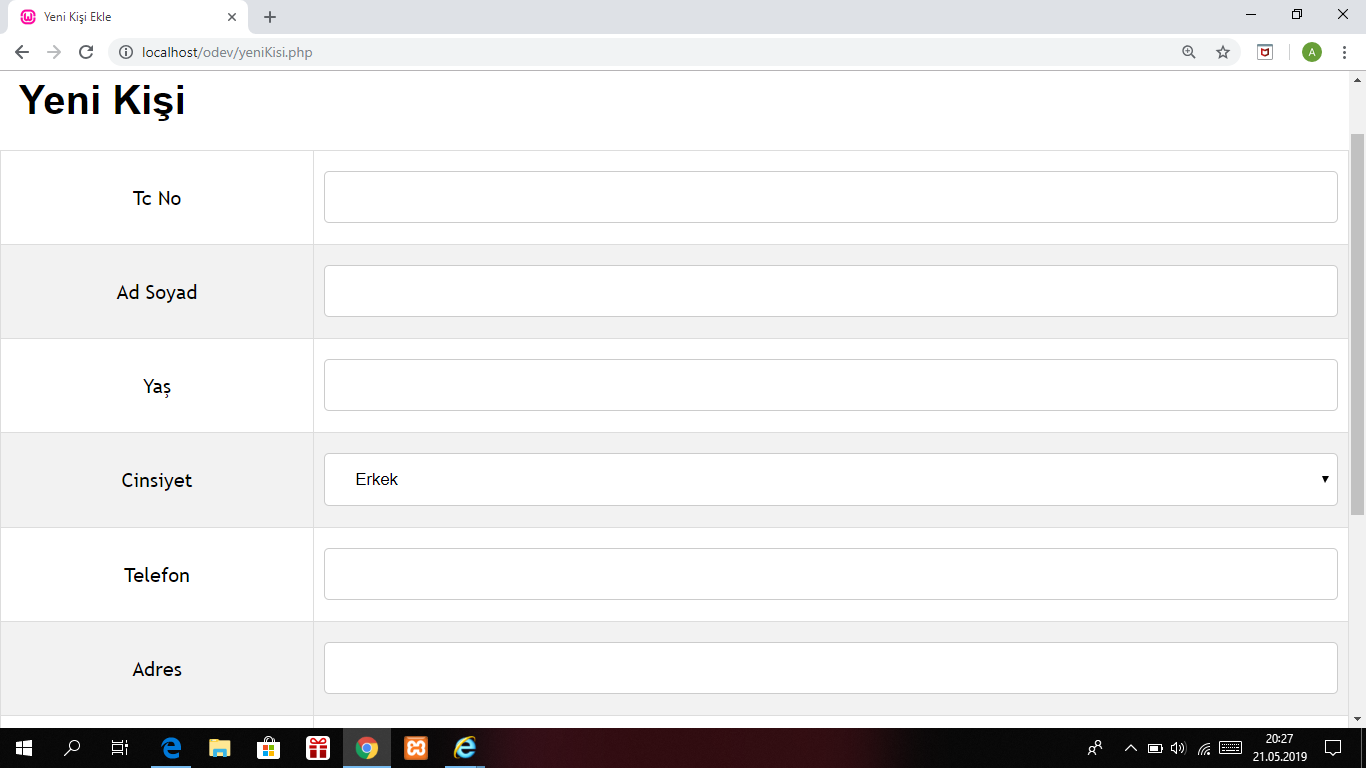 Yeni Kişi Ekle
localhost/odev/yeniKisi.php
A
Yeni Kişi
Tc No
Ad Soyad
Yaş
Cinsiyet
Erkek
Telefon
Adres
20:27
21.05.2019